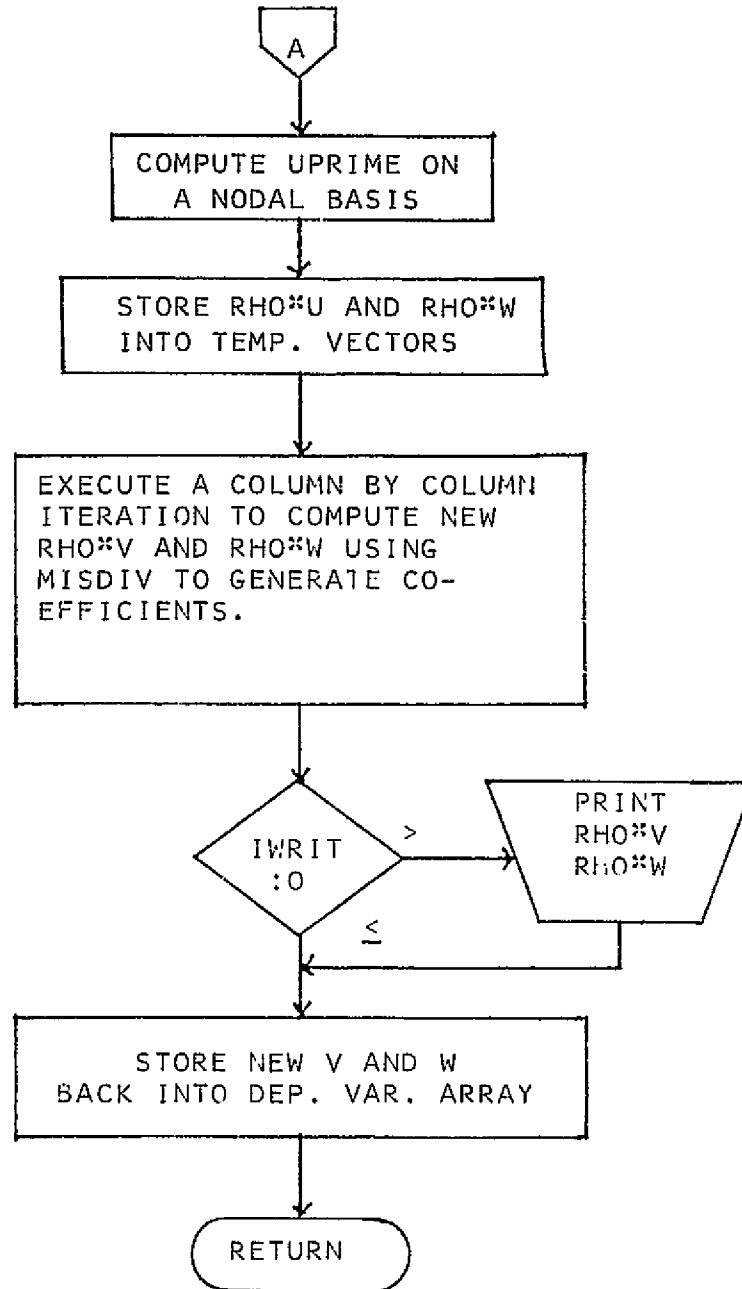 A
COMPUTE UPRIME ON
A NODAL BASIS
STORE RHO*U AND RHO*W
INTO TEMP. VECTORS
EXECUTE A COLUMN BY COLUMN
ITERATION TO COMPUTE NEW
RHO*V AND RHO*W USING
MISDIV TO GENERATE CO-
EFFICIENTS.
IWRIT
:0
>
PRINT
RHO*V
RHO*W
≤
STORE NEW V AND W
BACK INTO DEP. VAR. ARRAY
RETURN